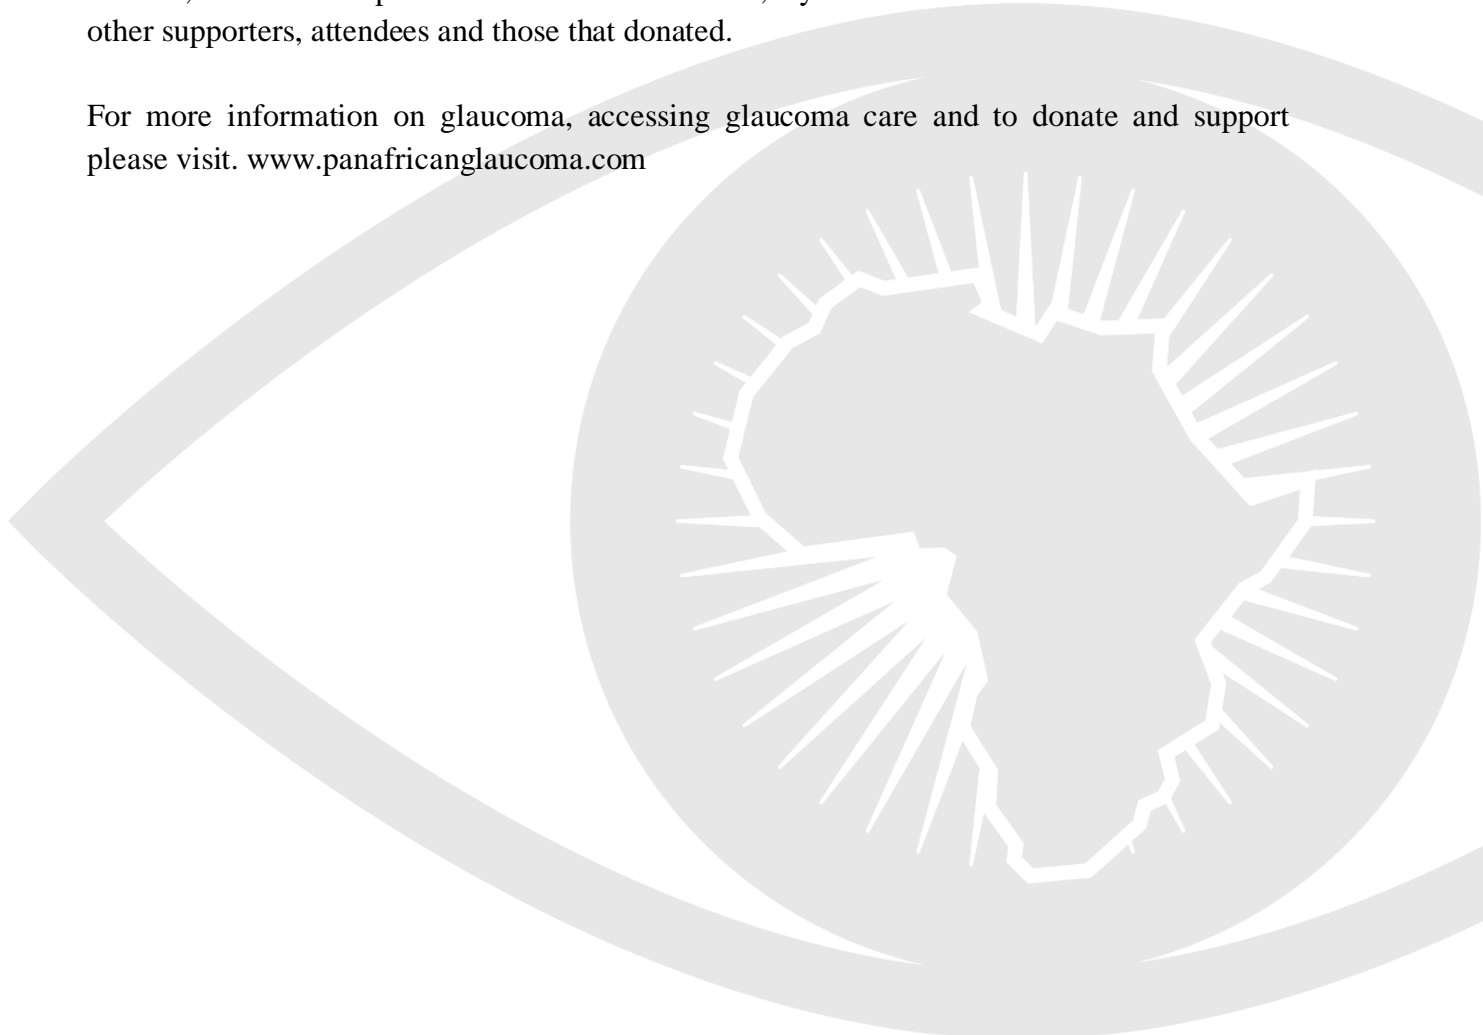 other supporters, attendees and those that donated.
For more information on glaucoma, accessing glaucoma care and to donate and support
please visit. www.panafricanglaucoma.com